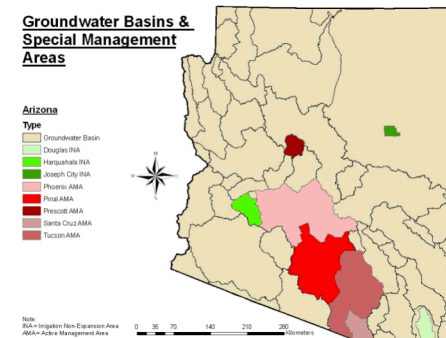 Groundwater Basins &
Special Management
Areas
Arizona
Type
Groundwater Basin
Douglas INA
Harquahala INA
Joseph City INA
Phoenix AMA
Pinal AMA
Prescott AMA
Santa Cruz AMA
Tucson AMA
N
W
E
S
Note:
INA = Irrigation Non-Expansion Area
AMA = Active Management Area
0 35 70 140 210 280
Kilometers